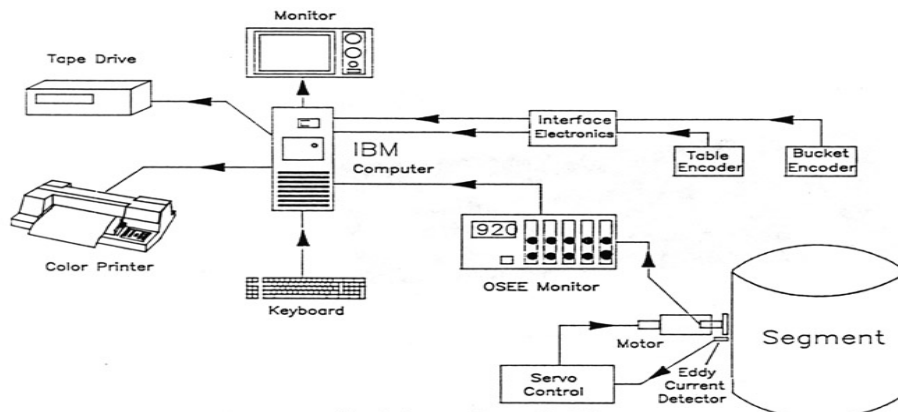 Monitor
Tape Drive
Interface
Electronics
IBM
Computer
Table
Encoder
Bucket
Encoder
920
Color Printer
OSEE Monitor
Keyboard
Motor
Segment
Servo
Control
Eddy
Current
Detector